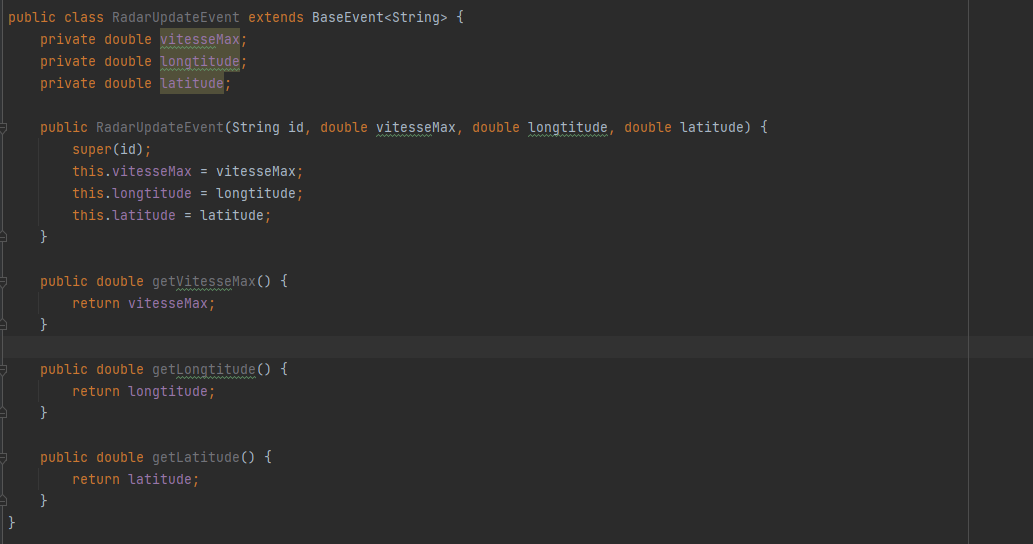 public class RadarUpdateEvent extends BaseEvent<String> {
    private double vitesseMax;
    private double longtitude;
    private double latitude;
    public RadarUpdateEvent(String id, double vitesseMax, double longtitude, double latitude) {
        super(id);
        this.vitesseMax = vitesseMax;
        this.longtitude = longtitude;
        this.latitude = latitude;
    }
    public double getVitesseMax() {
        return vitesseMax;
    }
    public double getLongtitude() {
        return longtitude;
    }
    public double getLatitude() {
        return latitude;
    }
}